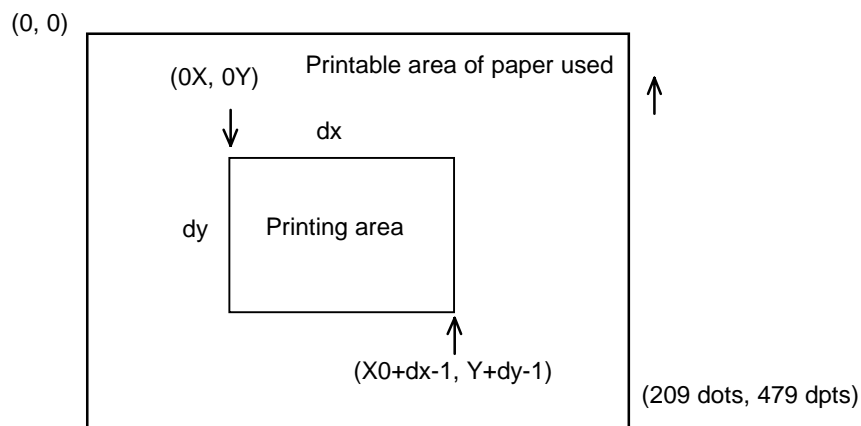 (0, 0)
Printable area of paper used
(0X, 0Y)
dx
dy
Printing area
(X0+dx-1, Y+dy-1)
(209 dots, 479 dpts)